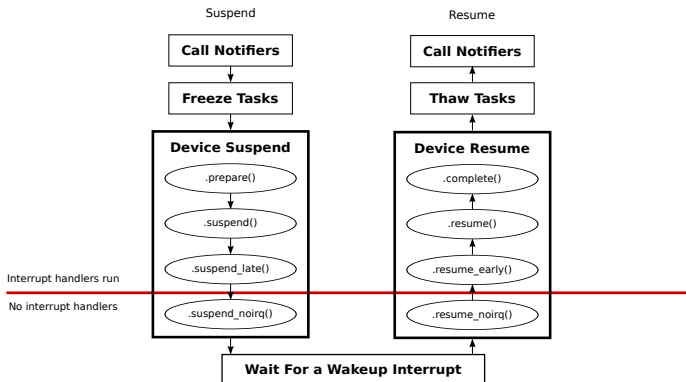 Suspend
Resume
Call Notifiers
Call Notifiers
Freeze Tasks
Thaw Tasks
Device Suspend
Device Resume
.prepare()
.complete()
.suspend()
.resume()
.suspend_late()
.resume_early()
Interrupt handlers run
No interrupt handlers
.suspend_noirq()
.resume_noirq()
Wait For a Wakeup Interrupt